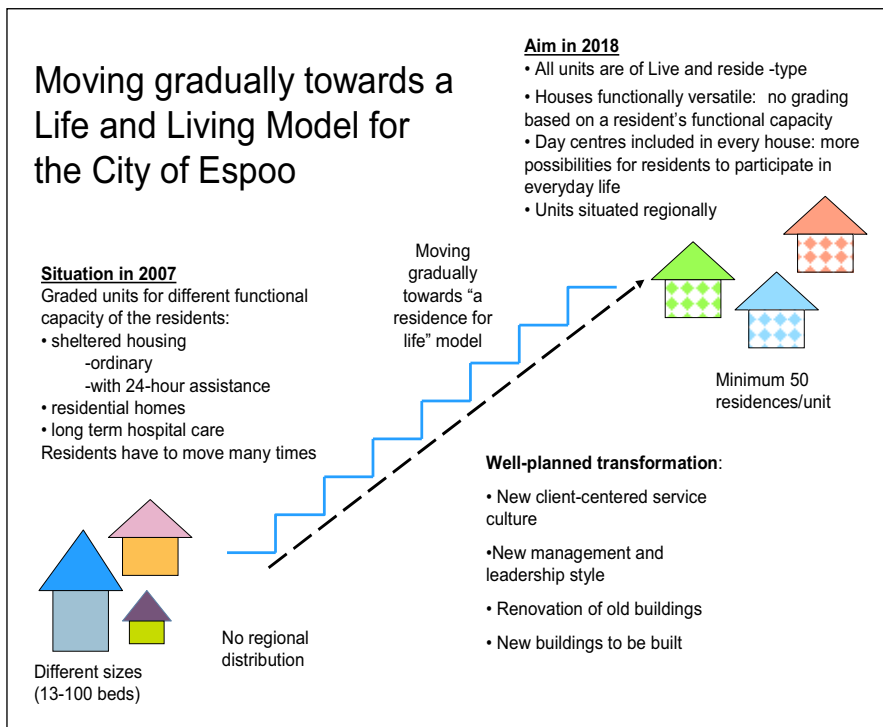 Moving gradually towards a
Life and Living Model for
the City of Espoo
Aim in 2018
• All units are of Live and reside -type
• Houses functionally versatile: no grading
based on a resident's functional capacity
• Day centres included in every house: more
possibilities for residents to participate in
everyday life
• Units situated regionally
Situation in 2007
Graded units for different functional
capacity of the residents:
• sheltered housing
-ordinary
-with 24-hour assistance
• residential homes
• long term hospital care
Residents have to move many times
Moving
gradually
towards “a
residence for
life” model
Minimum 50
residences/unit
Well-planned transformation:
• New client-centered service
culture
•New management and
leadership style
• Renovation of old buildings
• New buildings to be built
No regional
distribution
Different sizes
(13-100 beds)